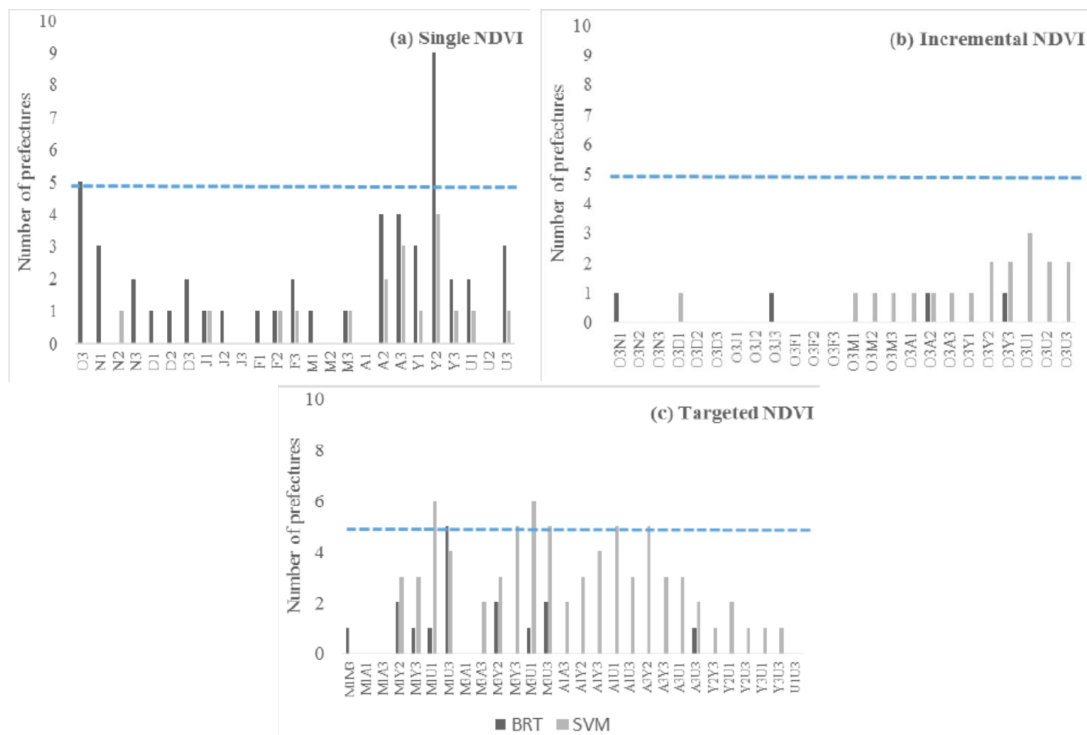 (a) Single NDVI
Number of prefectures
10
9
8
7
6
5
4
3
2
1
0
O3 N1 N2 N3 D1 D2 D3 J1 J2 J3 F1 F2 F3 M1 M2 M3 A1 A2 A3 Y1 Y2 Y3 U1 U2 U3
(b) Incremental NDVI
Number of prefectures
10
9
8
7
6
5
4
3
2
1
0
O3N1 O3N2 O3N3 O3D1 O3D2 O3D3 O3J1 O3J2 O3J3 O3F1 O3F2 O3F3 O3M1 O3M2 O3M3 O3A1 O3A2 O3A3 O3Y1 O3Y2 O3Y3 O3U1 O3U2 O3U3
(c) Targeted NDVI
Number of prefectures
10
8
6
4
2
0
M1M3 M1A1 M1A3 M1Y2 M1Y3 M1U1 M1U3 M3A1 M3A3 M3Y2 M3Y3 M3U1 M3U3 A1A3 A1Y2 A1Y3 A1U1 A1U3 A3Y2 A3Y3 A3U1 A3U3 Y2Y3 Y2U1 Y2U3 Y3U1 Y3U3 U1U3
BRT SVM